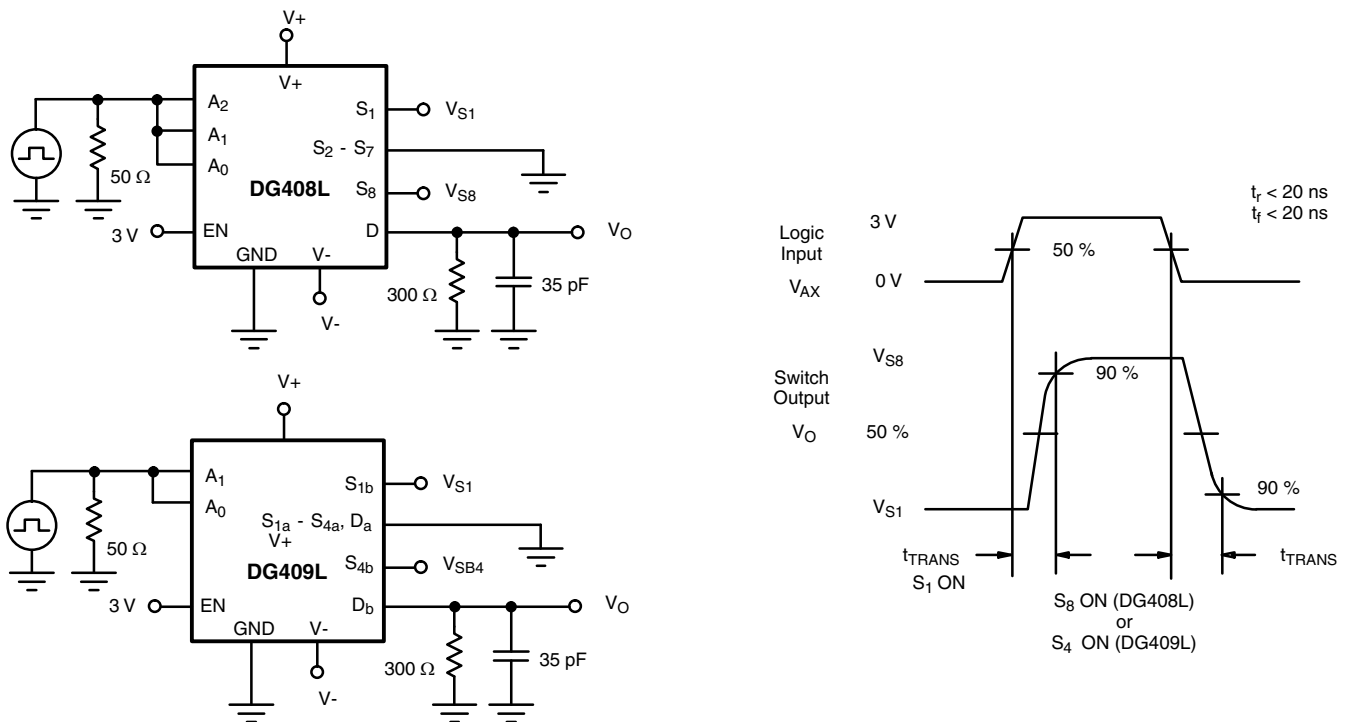 V+
V+
A2
A1
A0
50 Ω
S1
VS1
S2 - S7
DG408L
S8
VS8
3 V
EN
D
VO
GND
V-
300 Ω
35 pF
V-
V+
A1
A0
50 Ω
S1b
VS1
S1a - S4a, Da
V+
DG409L
S4b
VSB4
3 V
EN
Db
VO
GND
V-
300 Ω
35 pF
V-
tr < 20 ns
tf < 20 ns
Logic
Input
VAX
3 V
50 %
0 V
Switch
Output
VO
VS8
90 %
50 %
VS1
90 %
tTRANS
S1 ON
tTRANS
S8 ON (DG408L)
or
S4 ON (DG409L)